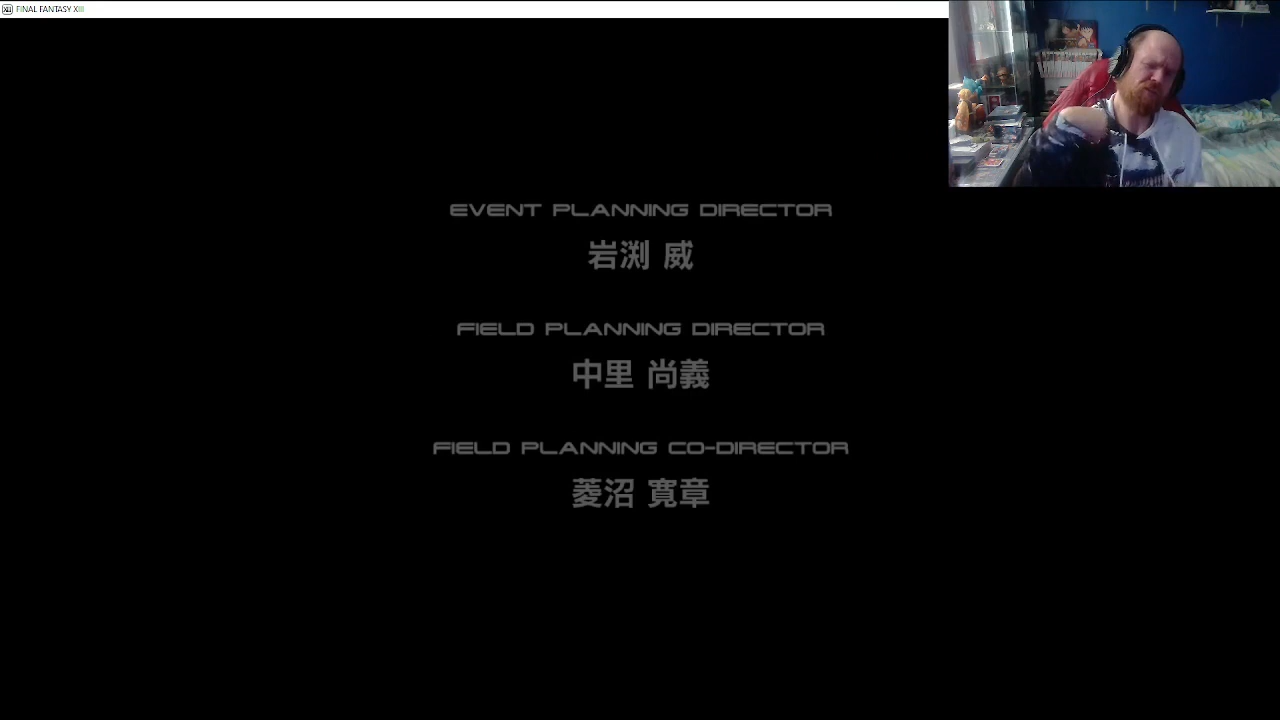 FINAL FANTASY XIII
EVENT PLANNING DIRECTOR
岩渕 威
FIELD PLANNING DIRECTOR
中里 尚義
FIELD PLANNING CO-DIRECTOR
菱沼 寛章